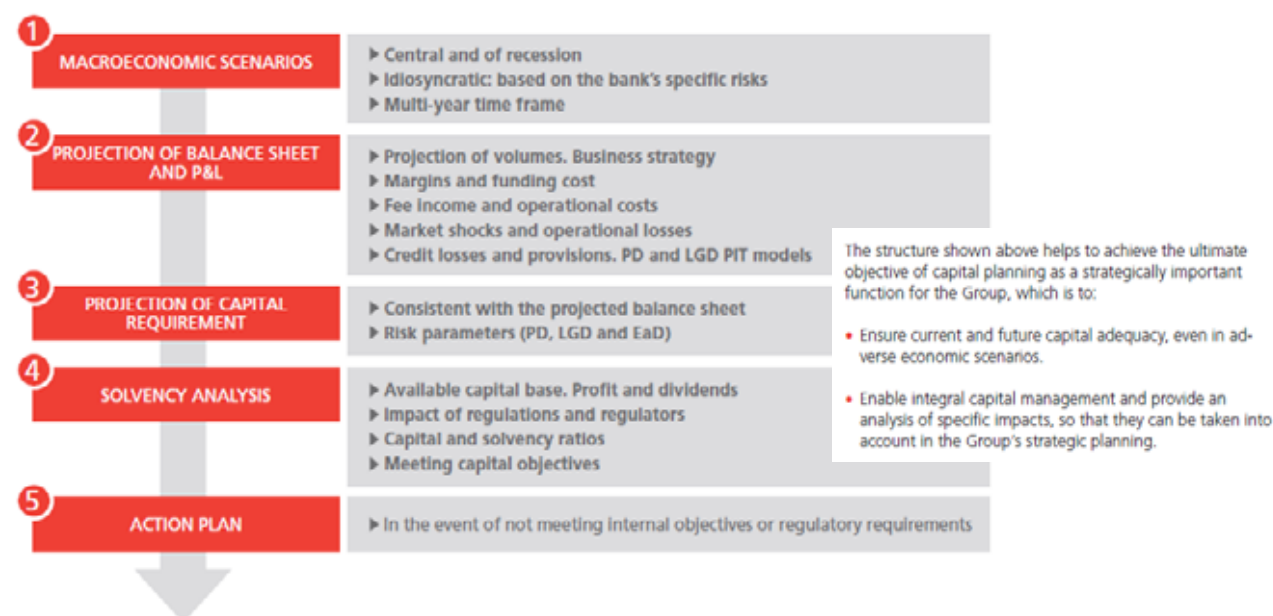 1
MACROECONOMIC SCENARIOS
▶ Central and of recession
▶ Idiosyncratic: based on the bank's specific risks
▶ Multi-year time frame
2
PROJECTION OF BALANCE SHEET
AND P&L
▶ Projection of volumes. Business strategy
▶ Margins and funding cost
▶ Fee income and operational costs
▶ Market shocks and operational losses
▶ Credit losses and provisions. PD and LGD PIT models
3
PROJECTION OF CAPITAL
REQUIREMENT
▶ Consistent with the projected balance sheet
▶ Risk parameters (PD, LGD and EaD)
4
SOLVENCY ANALYSIS
▶ Available capital base. Profit and dividends
▶ Impact of regulations and regulators
▶ Capital and solvency ratios
▶ Meeting capital objectives
5
ACTION PLAN
▶ In the event of not meeting internal objectives or regulatory requirements
The structure shown above helps to achieve the ultimate
objective of capital planning as a strategically important
function for the Group, which is to:
• Ensure current and future capital adequacy, even in ad-
verse economic scenarios.
• Enable integral capital management and provide an
analysis of specific impacts, so that they can be taken into
account in the Group's strategic planning.